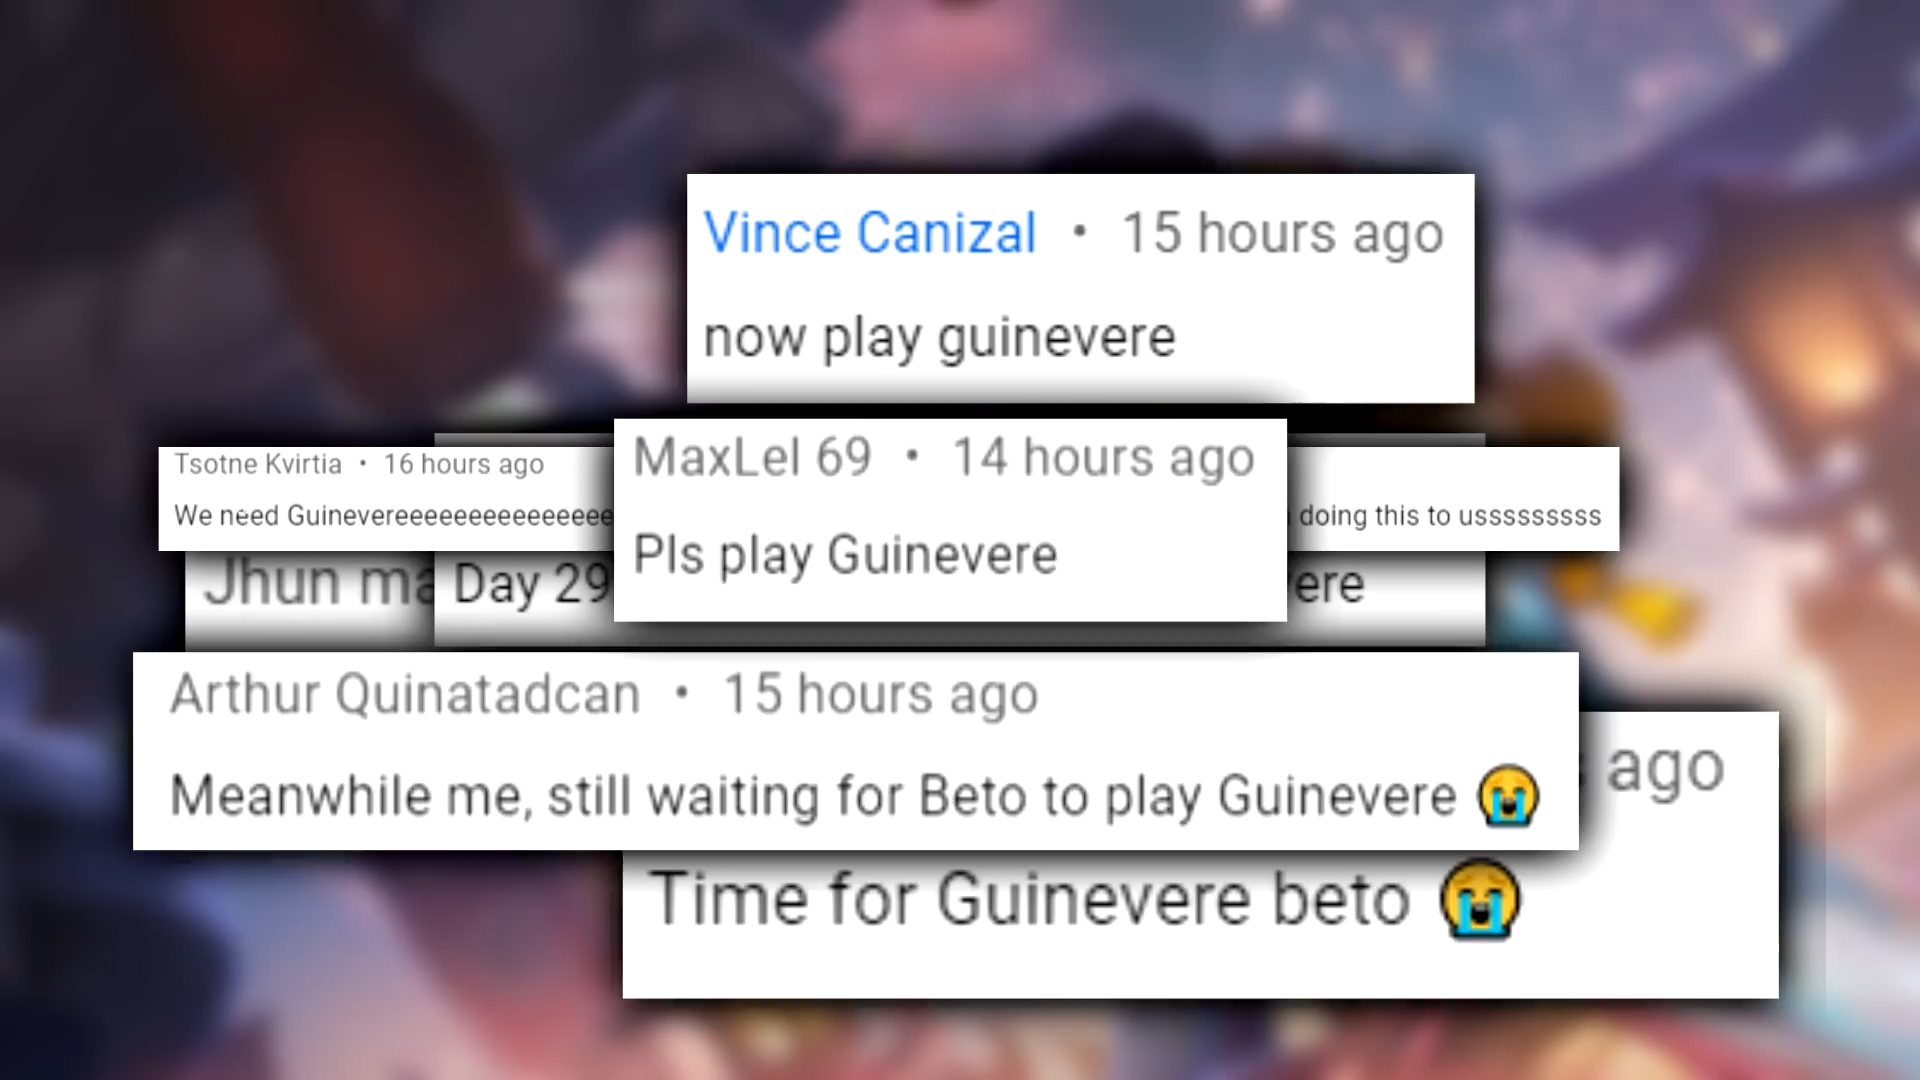 Vince Canizal • 15 hours ago
now play guinevere
Tsotne Kvirtia • 16 hours ago
We need Guinevereeeeeeeeeeeeeeee
doing this to usssssssss
MaxLel 69 • 14 hours ago
Pls play Guinevere
Jhun
Day 29
Arthur Quinatadcan • 15 hours ago
Meanwhile me, still waiting for Beto to play Guinevere 😭
ago
Time for Guinevere beto 😭